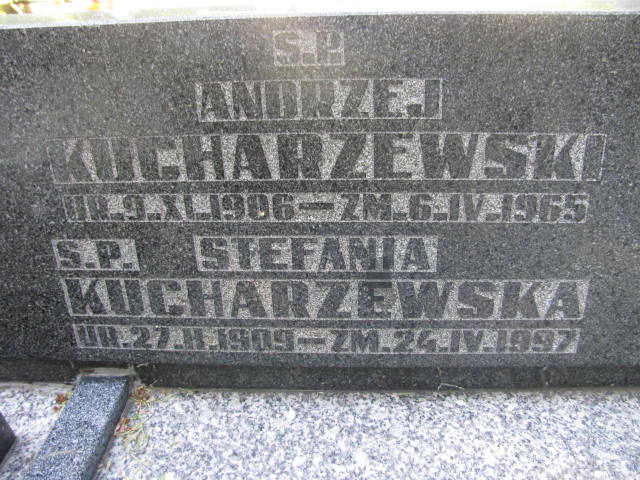 S.P.
ANDRZEJ
KUCHARZEWSKI
UR.9.XI.1906-ZM.6.IV.1965
S.P. STEFANIA
KUCHARZEWSKA
UR.27.II.1909-ZM.24.IV.1997